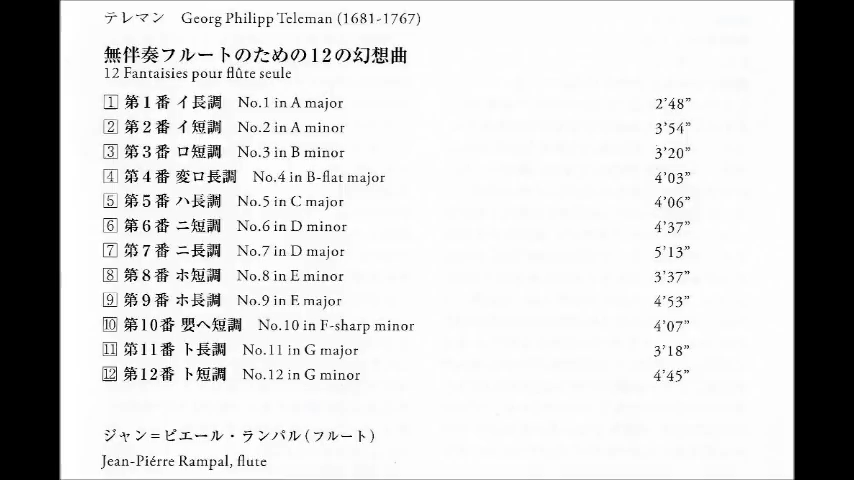 テレマン Georg Philipp Teleman (1681-1767)
無伴奏フルートのための12の幻想曲
12 Fantaisies pour flûte seule
1 第1番 イ長調 No.1 in A major 2’48”
2 第2番 イ短調 No.2 in A minor 3’54”
3 第3番 ロ短調 No.3 in B minor 3’20”
4 第4番 変ロ長調 No.4 in B-flat major 4’03”
5 第5番 ハ長調 No.5 in C major 4’06”
6 第6番 ニ短調 No.6 in D minor 4’37”
7 第7番 ニ長調 No.7 in D major 5’13”
8 第8番 ホ短調 No.8 in E minor 3’37”
9 第9番 ホ長調 No.9 in E major 4’53”
10 第10番 嬰ヘ短調 No.10 in F-sharp minor 4’07”
11 第11番 ト長調 No.11 in G major 3’18”
12 第12番 ト短調 No.12 in G minor 4’45”
ジャン=ピエール・ランパル(フルート)
Jean-Piérre Rampal, flute